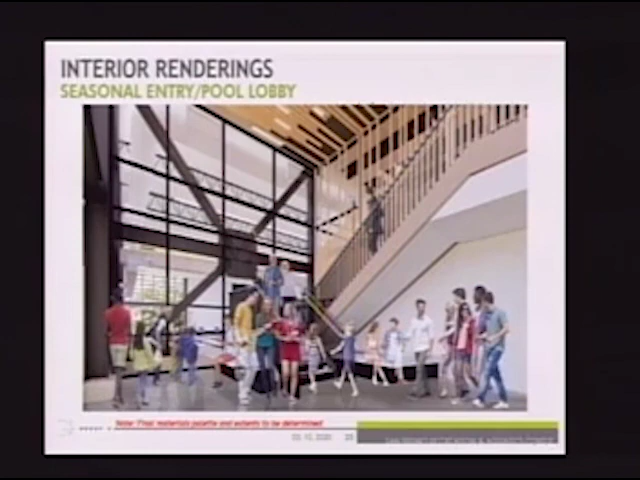 INTERIOR RENDERINGS
SEASONAL ENTRY/POOL LOBBY
Note: Final materials palette and extents to be determined